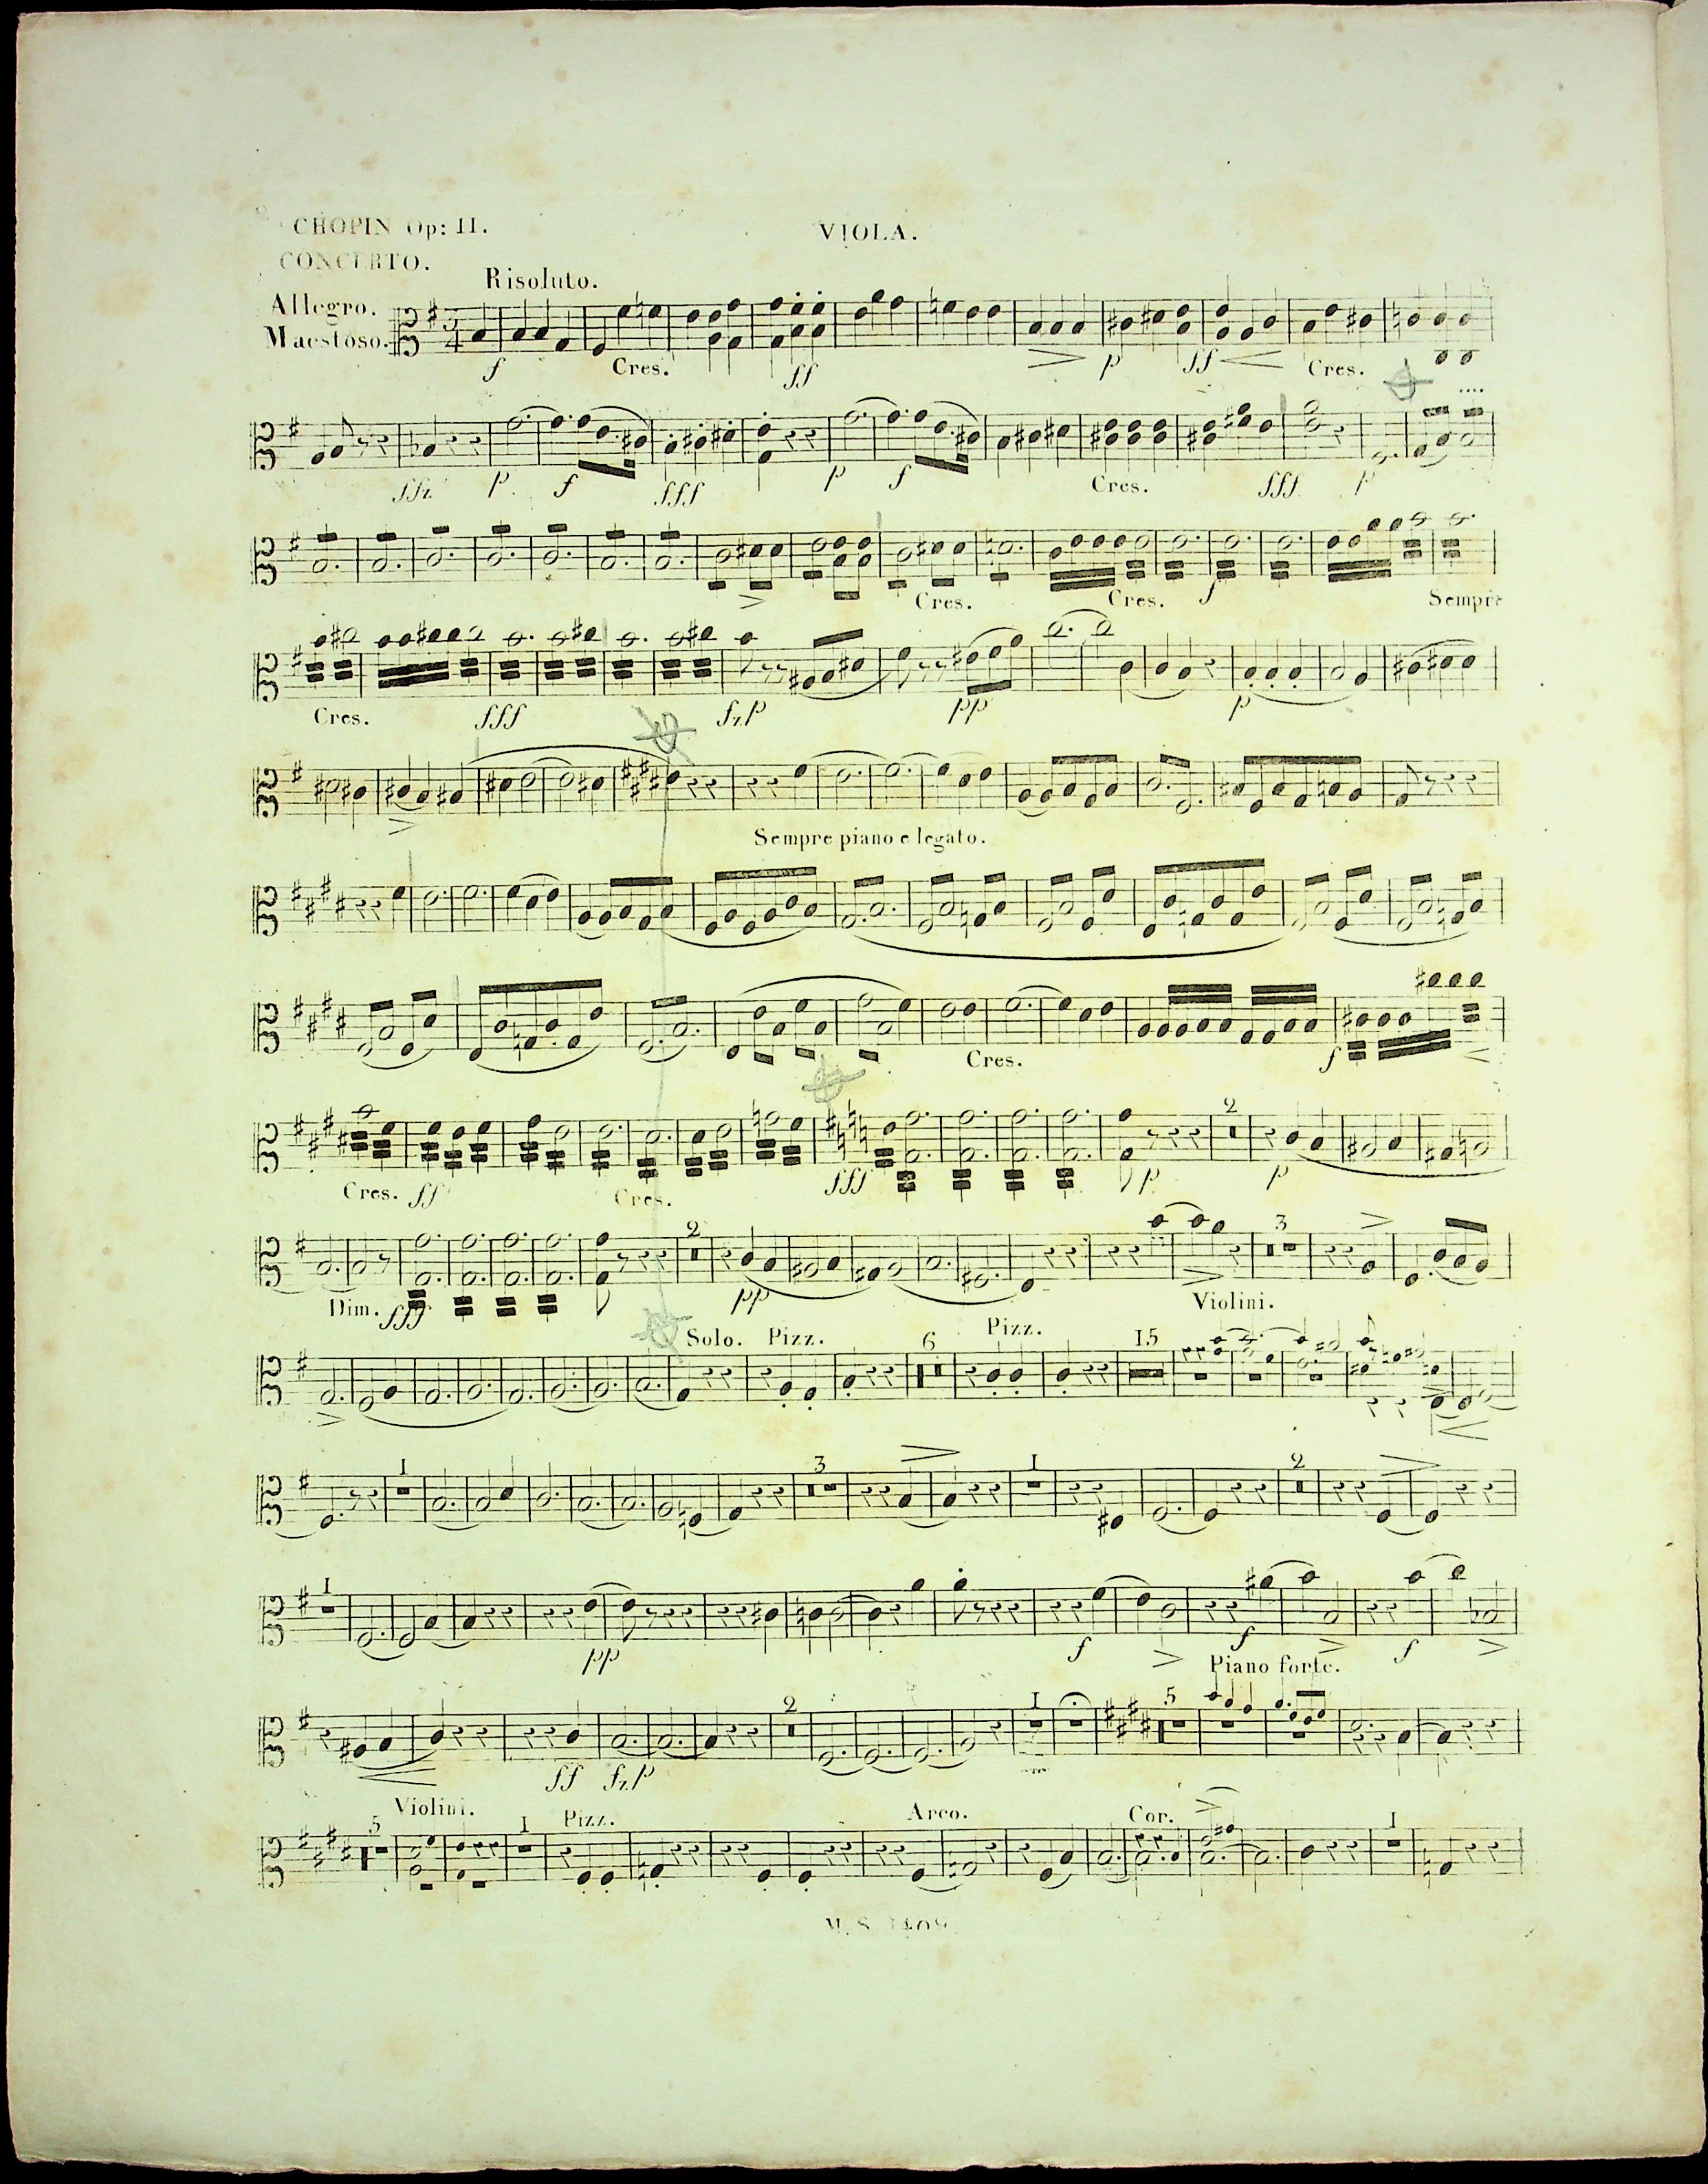 CHOPIN Op: 11.
VIOLA.
CONCERTO.
Risoluto.
Allegro.
Maestoso.
3
4
f Cres. ff p ff Cres.
ffz p f fff p f Cres. fff p
Cres. Cres. f Sempre
Cres. fff fzp pp p
Sempre piano e legato.
Cres. f
2
Cres. ff Cres. fff p p
2 3
Dim. fff pp Violini.
Solo. Pizz. 6 Pizz. 15
1 3 1 2
1
pp f f f
Piano forte.
2 1 5
ff fzp
Violini.
5 1 Pizz. Arco. Cor. 1
M.S. 1409.